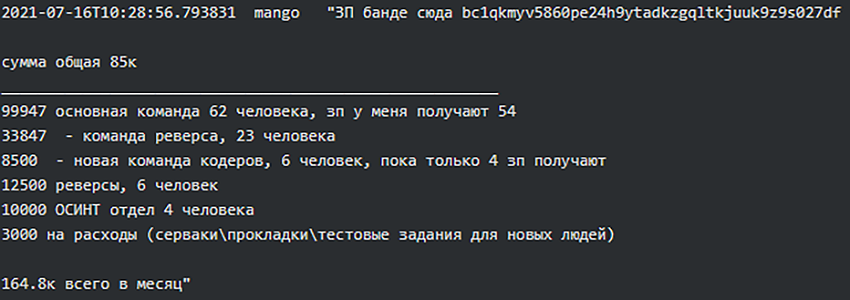 2021-07-16T10:28:56.793831 mango "ЗП банде сюда bc1qkmyv5860pe24h9ytadkzgqltkjuuk9z9s027df
сумма общая 85к
99947 основная команда 62 человека, зп у меня получают 54
33847 - команда реверса, 23 человека
8500 - новая команда кодеров, 6 человек, пока только 4 зп получают
12500 реверсы, 6 человек
10000 ОСИНТ отдел 4 человека
3000 на расходы (серваки\прокладки\тестовые задания для новых людей)
164.8к всего в месяц"